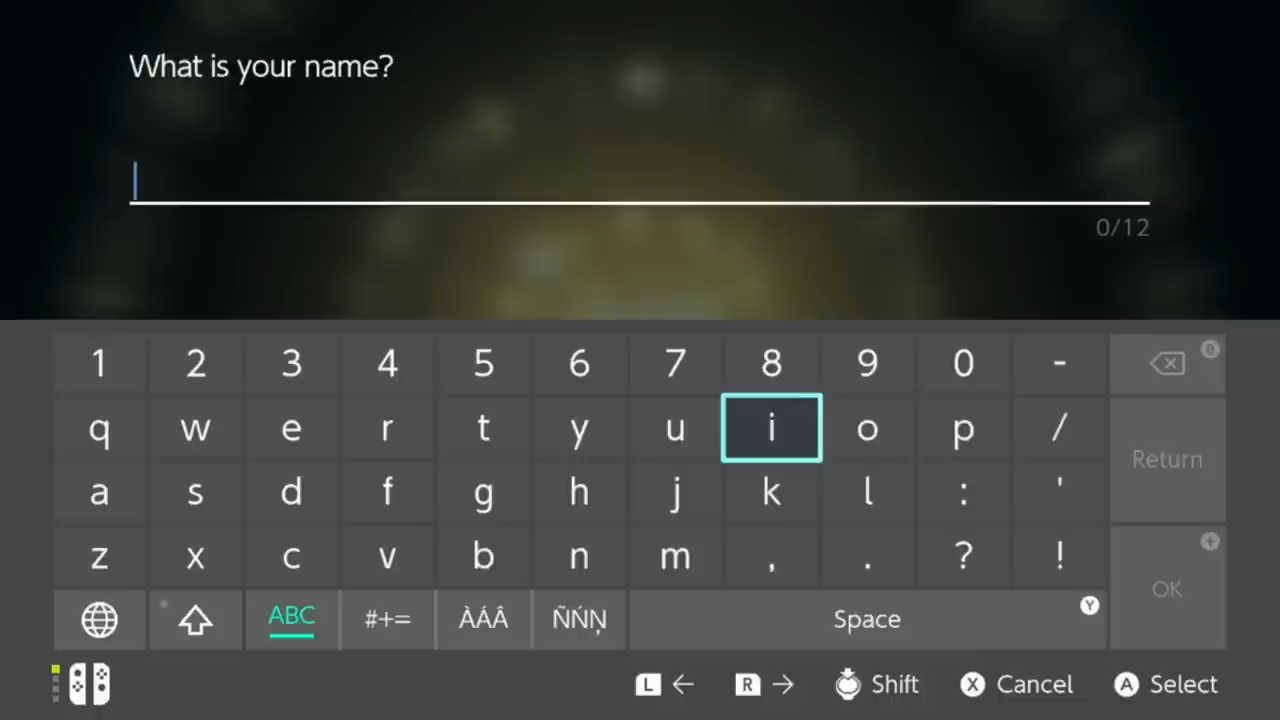 What is your name?
0/12
1 2 3 4 5 6 7 8 9 0 -
q w e r t y u i o p /
Return
a s d f g h j k l : '
z x c v b n m , . ? !
OK
ABC #+= ÀÁÂ ÑŃŅ Space Y
L ← R → Shift X Cancel A Select